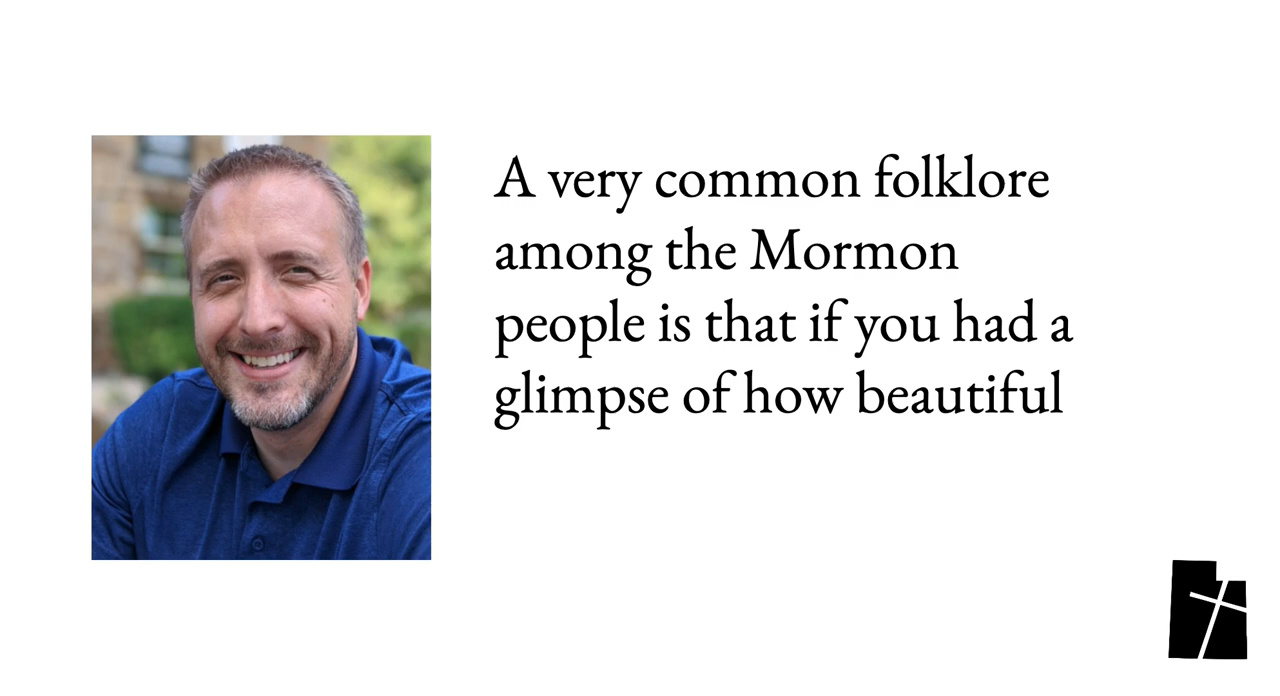 A very common folklore
among the Mormon
people is that if you had a
glimpse of how beautiful